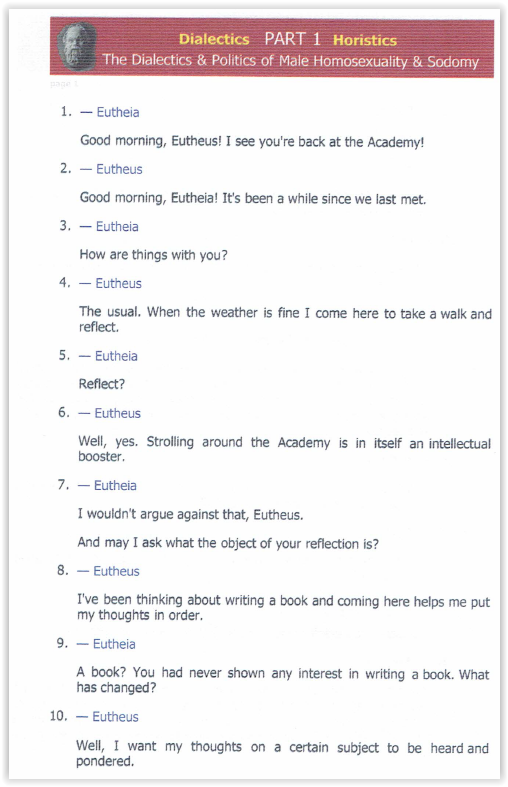 Dialectics PART 1 Horistics
The Dialectics & Politics of Male Homosexuality & Sodomy
page 1
1. — Eutheia
Good morning, Eutheus! I see you're back at the Academy!
2. — Eutheus
Good morning, Eutheia! It's been a while since we last met.
3. — Eutheia
How are things with you?
4. — Eutheus
The usual. When the weather is fine I come here to take a walk and
reflect.
5. — Eutheia
Reflect?
6. — Eutheus
Well, yes. Strolling around the Academy is in itself an intellectual
booster.
7. — Eutheia
I wouldn't argue against that, Eutheus.
And may I ask what the object of your reflection is?
8. — Eutheus
I've been thinking about writing a book and coming here helps me put
my thoughts in order.
9. — Eutheia
A book? You had never shown any interest in writing a book. What
has changed?
10. — Eutheus
Well, I want my thoughts on a certain subject to be heard and
pondered.